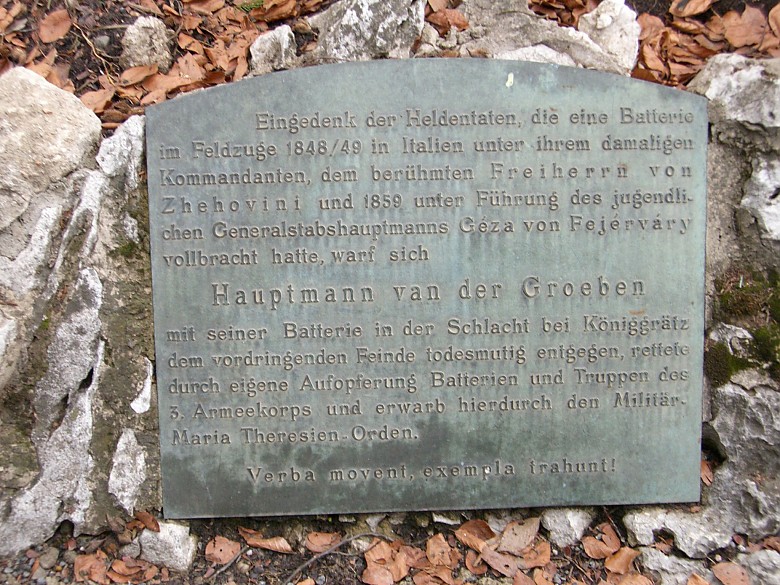 Eingedenk der Heldentaten, die eine Batterie
im Feldzuge 1848/49 in Italien unter ihrem damaligen
Kommandanten, dem berühmten Freiherrn von
Zhehovini und 1859 unter Führung des jugendli-
chen Generalstabshauptmanns Géza von Fejérváry
vollbracht hatte, warf sich
Hauptmann van der Groeben
mit seiner Batterie in der Schlacht bei Königgrätz
dem vordringenden Feinde todesmutig entgegen, rettete
durch eigene Aufopferung Batterien und Truppen des
3. Armeekorps und erwarb hierdurch den Militär-
Maria Theresien-Orden.
Verba movent, exempla trahunt!